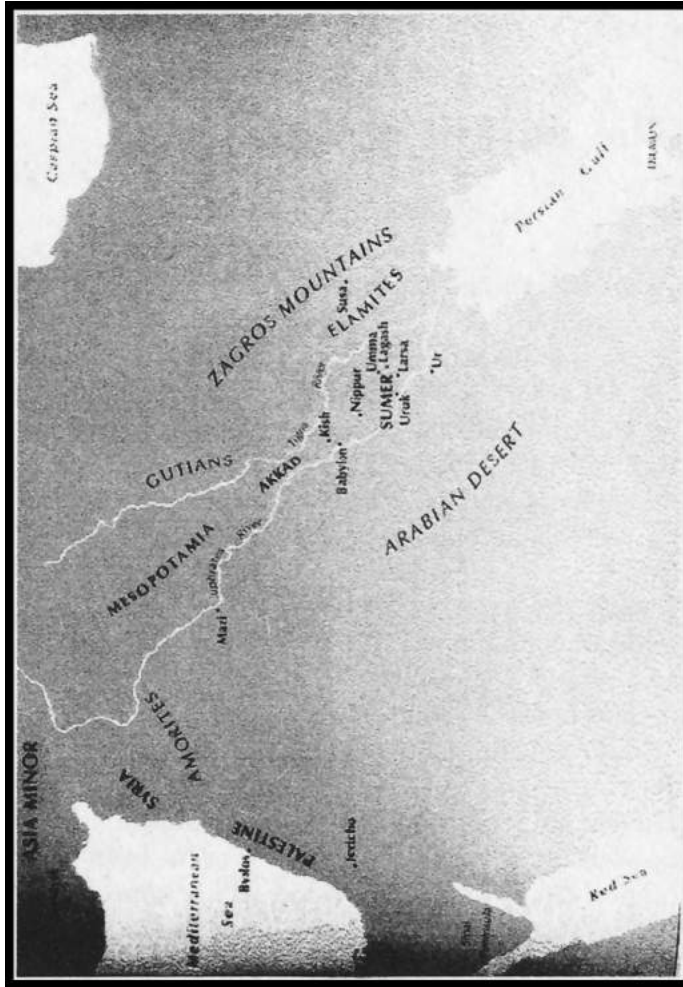 ASIA MINOR
Caspian Sea
SYRIA
AMORITES
MESOPOTAMIA
GUTIANS
ZAGROS MOUNTAINS
Mediterranean
Sea
Byblos
PALESTINE
Mari
Euphrates
River
AKKAD
Tigris
River
Kish
Babylon
Susa
ELAMITES
Nippur
Umma
Lagash
SUMER
Uruk
Larsa
Ur
Jericho
ARABIAN DESERT
Sinai
Peninsula
Red Sea
Persian Gulf